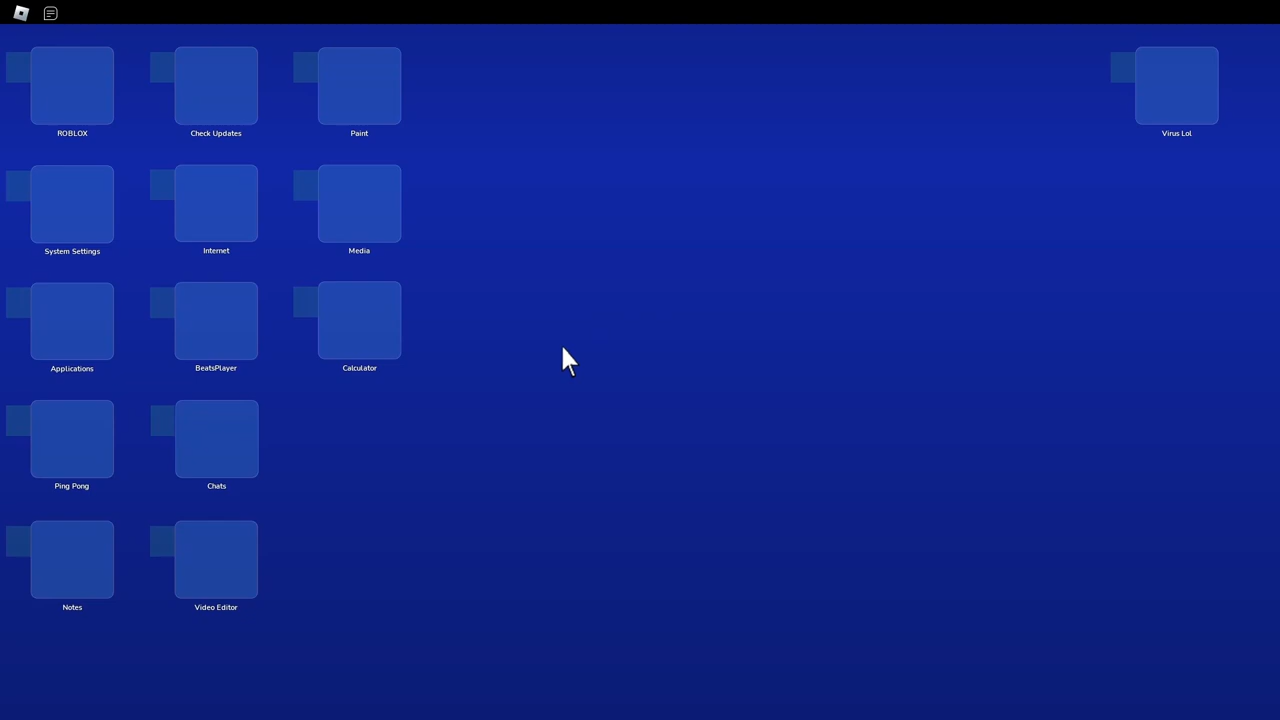 ROBLOX
Check Updates
Paint
Virus Lol
System Settings
Internet
Media
Applications
BeatsPlayer
Calculator
Ping Pong
Chats
Notes
Video Editor